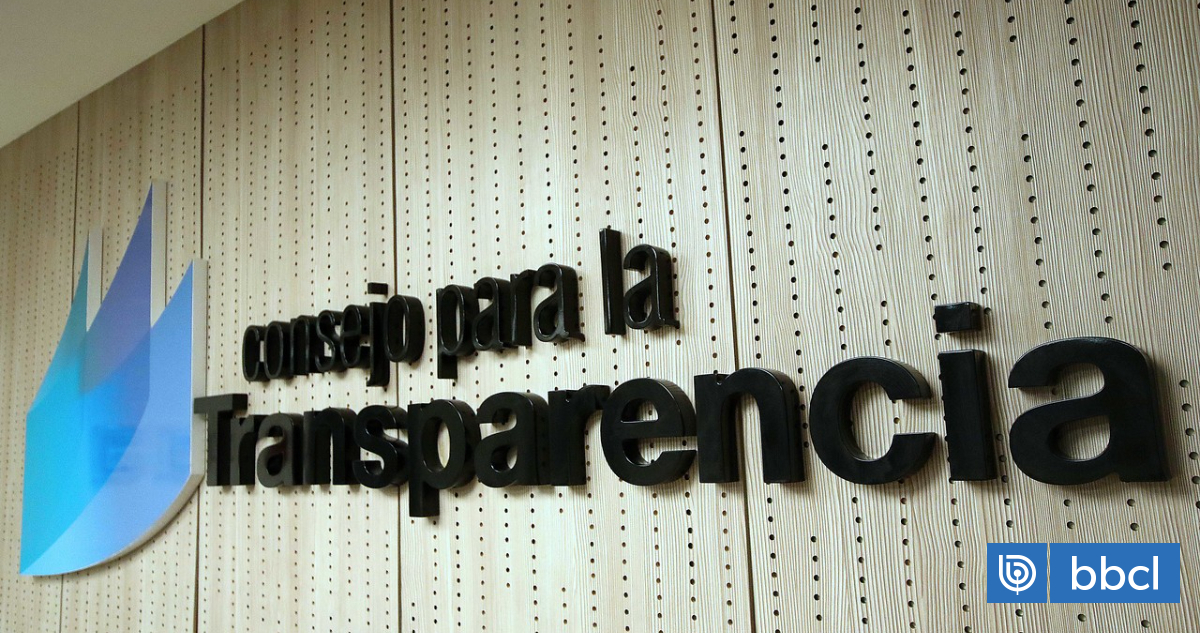 consejo para la
Transparencia
bbcl